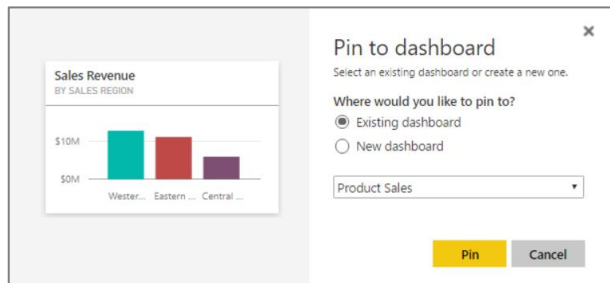 Sales Revenue
BY SALES REGION
$10M
$0M
Wester... Eastern ... Central ...
Pin to dashboard
Select an existing dashboard or create a new one.
Where would you like to pin to?
Existing dashboard
New dashboard
Product Sales
Pin Cancel